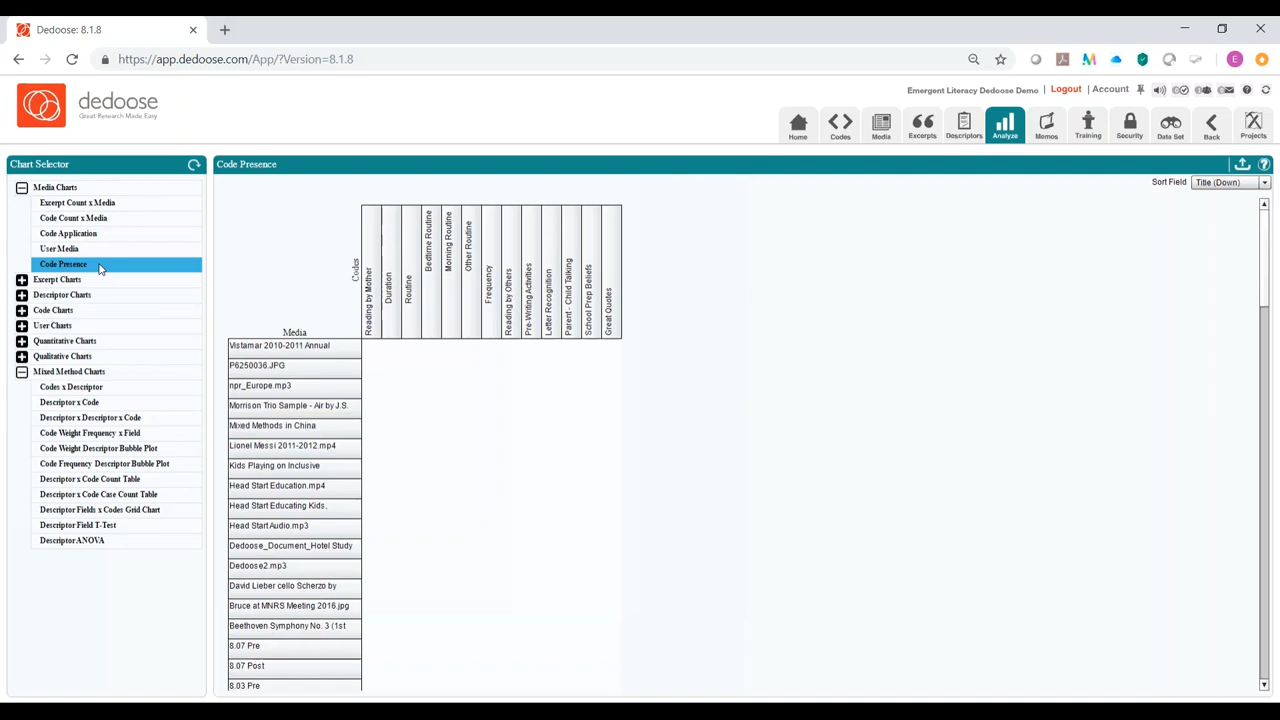 Dedoose: 8.1.8
https://app.dedoose.com/App/?Version=8.1.8
E
dedoose
Great Research Made Easy
Emergent Literacy Dedoose Demo | Logout | Account
Home
Codes
Media
Excerpts
Descriptors
Analyze
Memos
Training
Security
Data Set
Back
Projects
Chart Selector
Media Charts
Excerpt Count x Media
Code Count x Media
Code Application
User Media
Code Presence
Excerpt Charts
Descriptor Charts
Code Charts
User Charts
Quantitative Charts
Qualitative Charts
Mixed Method Charts
Codes x Descriptor
Descriptor x Code
Descriptor x Descriptor x Code
Code Weight Frequency x Field
Code Weight Descriptor Bubble Plot
Code Frequency Descriptor Bubble Plot
Descriptor x Code Count Table
Descriptor x Code Case Count Table
Descriptor Fields x Codes Grid Chart
Descriptor Field T-Test
Descriptor ANOVA
Code Presence
Sort Field
Title (Down)
Codes
Reading by Mother
Duration
Routine
Bedtime Routine
Morning Routine
Other Routine
Frequency
Reading by Others
Pre-Writing Activities
Letter Recognition
Parent - Child Talking
School Prep Beliefs
Great Quotes
Media
Vistamar 2010-2011 Annual
P6250036.JPG
npr_Europe.mp3
Morrison Trio Sample - Air by J.S.
Mixed Methods in China
Lionel Messi 2011-2012.mp4
Kids Playing on Inclusive
Head Start Education.mp4
Head Start Educating Kids,
Head Start Audio.mp3
Dedoose_Document_Hotel Study
Dedoose2.mp3
David Lieber cello Scherzo by
Bruce at MNRS Meeting 2016.jpg
Beethoven Symphony No. 3 (1st
8.07 Pre
8.07 Post
8.03 Pre